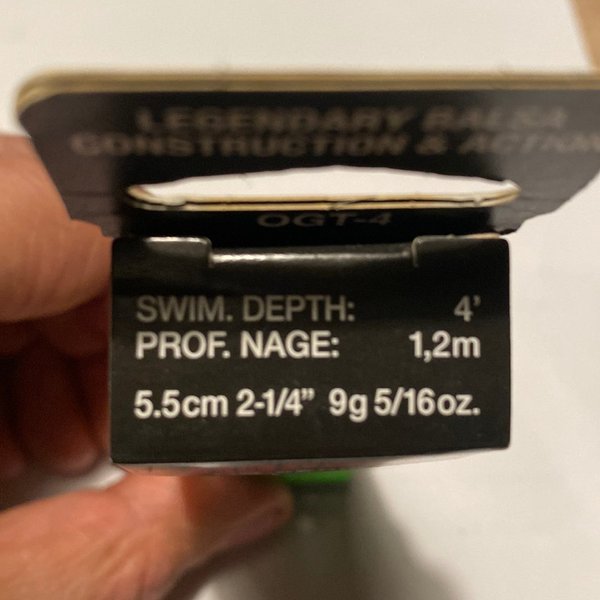 LEGENDARY BALSA
CONSTRUCTION & ACTION
OGT-4
SWIM. DEPTH: 4'
PROF. NAGE: 1,2m
5.5cm 2-1/4" 9g 5/16oz.